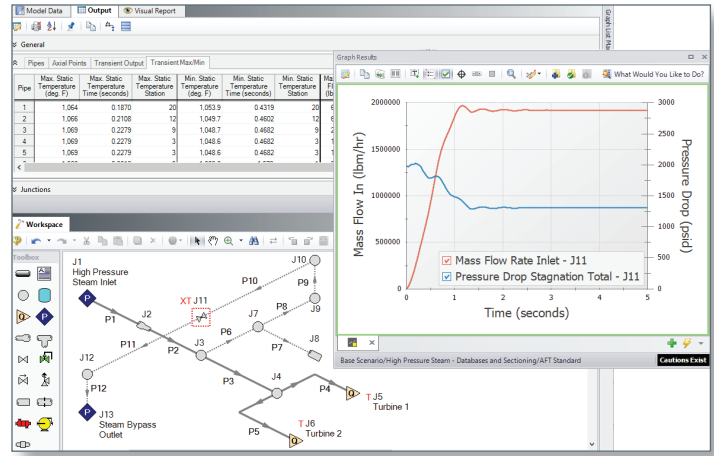 Model Data Output Visual Report
General
Pipes Axial Points Transient Output Transient Max/Min
Pipe Max. Static Temperature (deg. F) Max. Static Temperature Time (seconds) Max. Static Temperature Station Min. Static Temperature (deg. F) Min. Static Temperature Time (seconds) Min. Static Temperature Station
1 1,064 0.1870 20 1,053.9 0.4319 20
2 1,066 0.2108 12 1,049.7 0.4602 12
3 1,069 0.2279 9 1,048.7 0.4682 9
4 1,069 0.2279 3 1,048.6 0.4682 3
5 1,069 0.2279 3 1,048.6 0.4682 3
Junctions
Workspace
Toolbox
J1
High Pressure
Steam Inlet
P
P1
J2
XT J11
P10
J10
P9
J9
P8
J7
P6
P11
P2
J3
P7
J8
J12
P12
P3
J4
P4
T J5
Turbine 1
P
J13
Steam Bypass
Outlet
P5
T J6
Turbine 2
Graph Results
What Would You Like to Do?
Mass Flow In (lbm/hr)
2000000
1500000
1000000
500000
0
3000
2500
2000
1500
1000
500
0
Pressure Drop (psid)
Mass Flow Rate Inlet - J11
Pressure Drop Stagnation Total - J11
0 1 2 3 4 5
Time (seconds)
Base Scenario/High Pressure Steam - Databases and Sectioning/AFT Standard
Cautions Exist